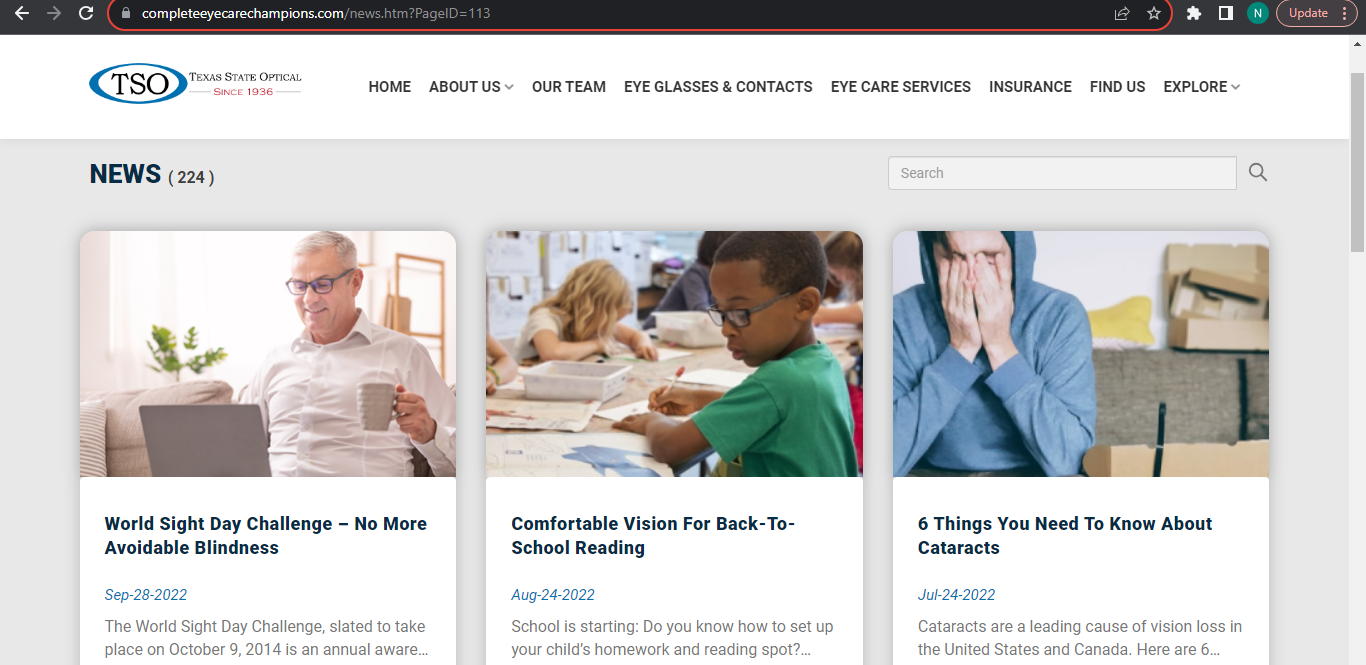 completeeyecarechampions.com/news.htm?PageID=113
N
Update
TSO
TEXAS STATE OPTICAL
SINCE 1936
HOME
ABOUT US
OUR TEAM
EYE GLASSES & CONTACTS
EYE CARE SERVICES
INSURANCE
FIND US
EXPLORE
NEWS ( 224 )
Search
World Sight Day Challenge – No More
Avoidable Blindness
Sep-28-2022
The World Sight Day Challenge, slated to take
place on October 9, 2014 is an annual aware...
Comfortable Vision For Back-To-
School Reading
Aug-24-2022
School is starting: Do you know how to set up
your child's homework and reading spot?...
6 Things You Need To Know About
Cataracts
Jul-24-2022
Cataracts are a leading cause of vision loss in
the United States and Canada. Here are 6...